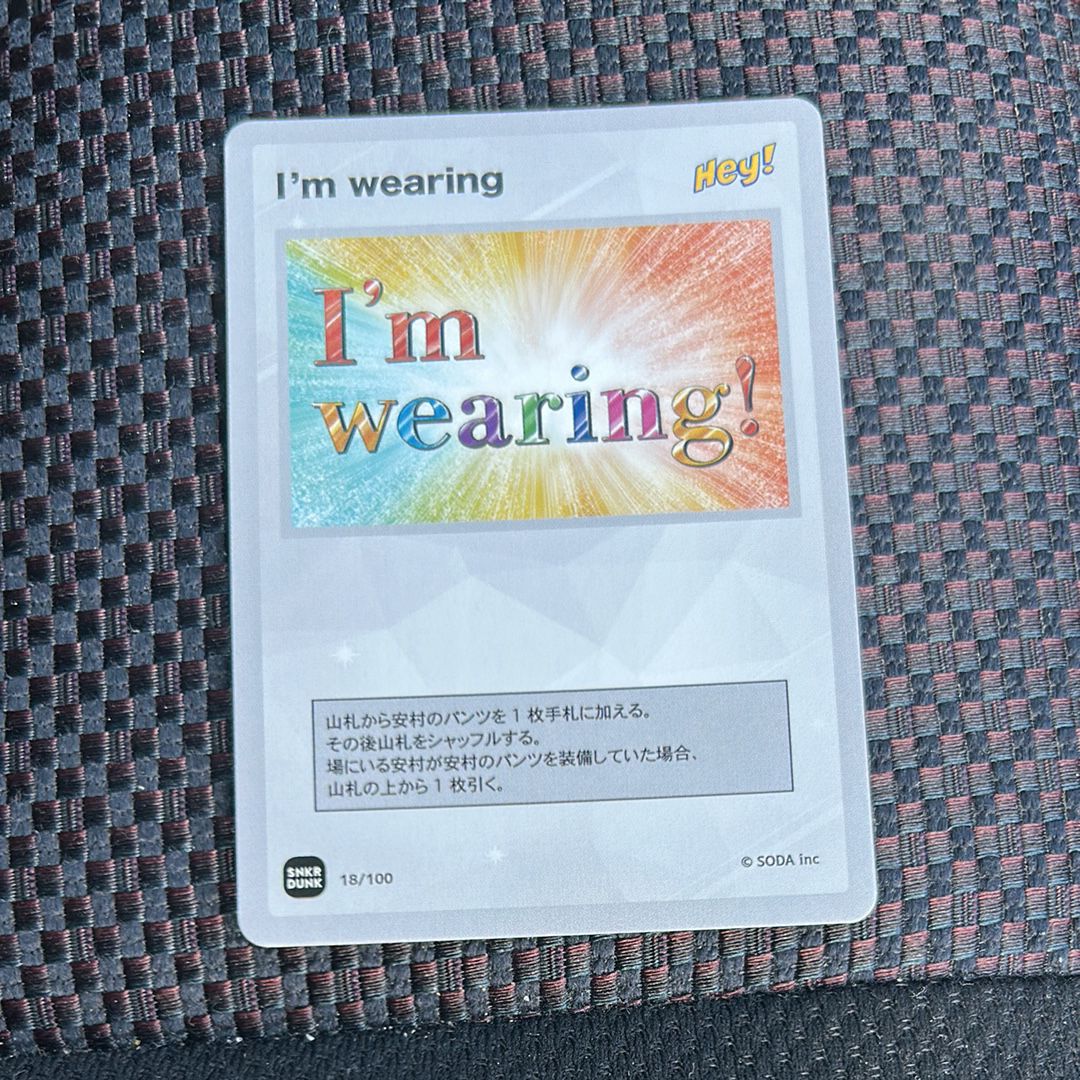 I'm wearing
Hey!
I'm
wearing!
山札から安村のパンツを1枚手札に加える。
その後山札をシャッフルする。
場にいる安村が安村のパンツを装備していた場合、
山札の上から1枚引く。
SNKR
DUNK
18/100
© SODA inc